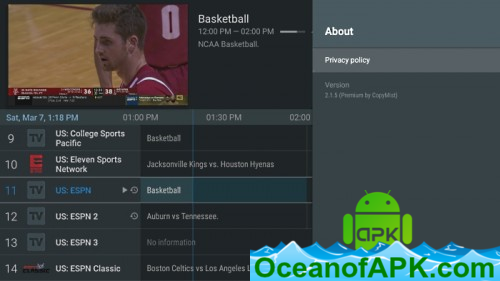 Basketball
12:00 PM — 02:00 PM
NCAA Basketball.
36
38
About
Privacy policy
Version
2.1.5 (Premium by CopyMist)
Sat, Mar 7, 1:18 PM
01:00 PM
01:30 PM
02:00
9 TV US: College Sports Pacific Basketball
10 US: Eleven Sports Network Jacksonville Kings vs. Houston Hyenas
11 TV US: ESPN Basketball
12 TV US: ESPN 2 Auburn vs Tennessee.
13 TV US: ESPN 3 No information
14 CLASSIC US: ESPN Classic Boston Celtics vs Los Angeles L
apk
OceanofAPK.com